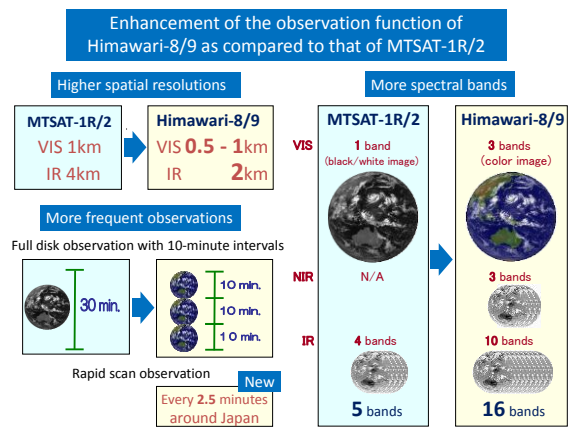 Enhancement of the observation function of
Himawari-8/9 as compared to that of MTSAT-1R/2
Higher spatial resolutions
MTSAT-1R/2
VIS 1km
IR 4km
Himawari-8/9
VIS 0.5 - 1km
IR 2km
More frequent observations
Full disk observation with 10-minute intervals
30 min.
10 min.
10 min.
10 min.
Rapid scan observation
New
Every 2.5 minutes
around Japan
More spectral bands
MTSAT-1R/2
Himawari-8/9
VIS
1 band
(black/white image)
3 bands
(color image)
NIR
N/A
3 bands
IR
4 bands
10 bands
5 bands
16 bands